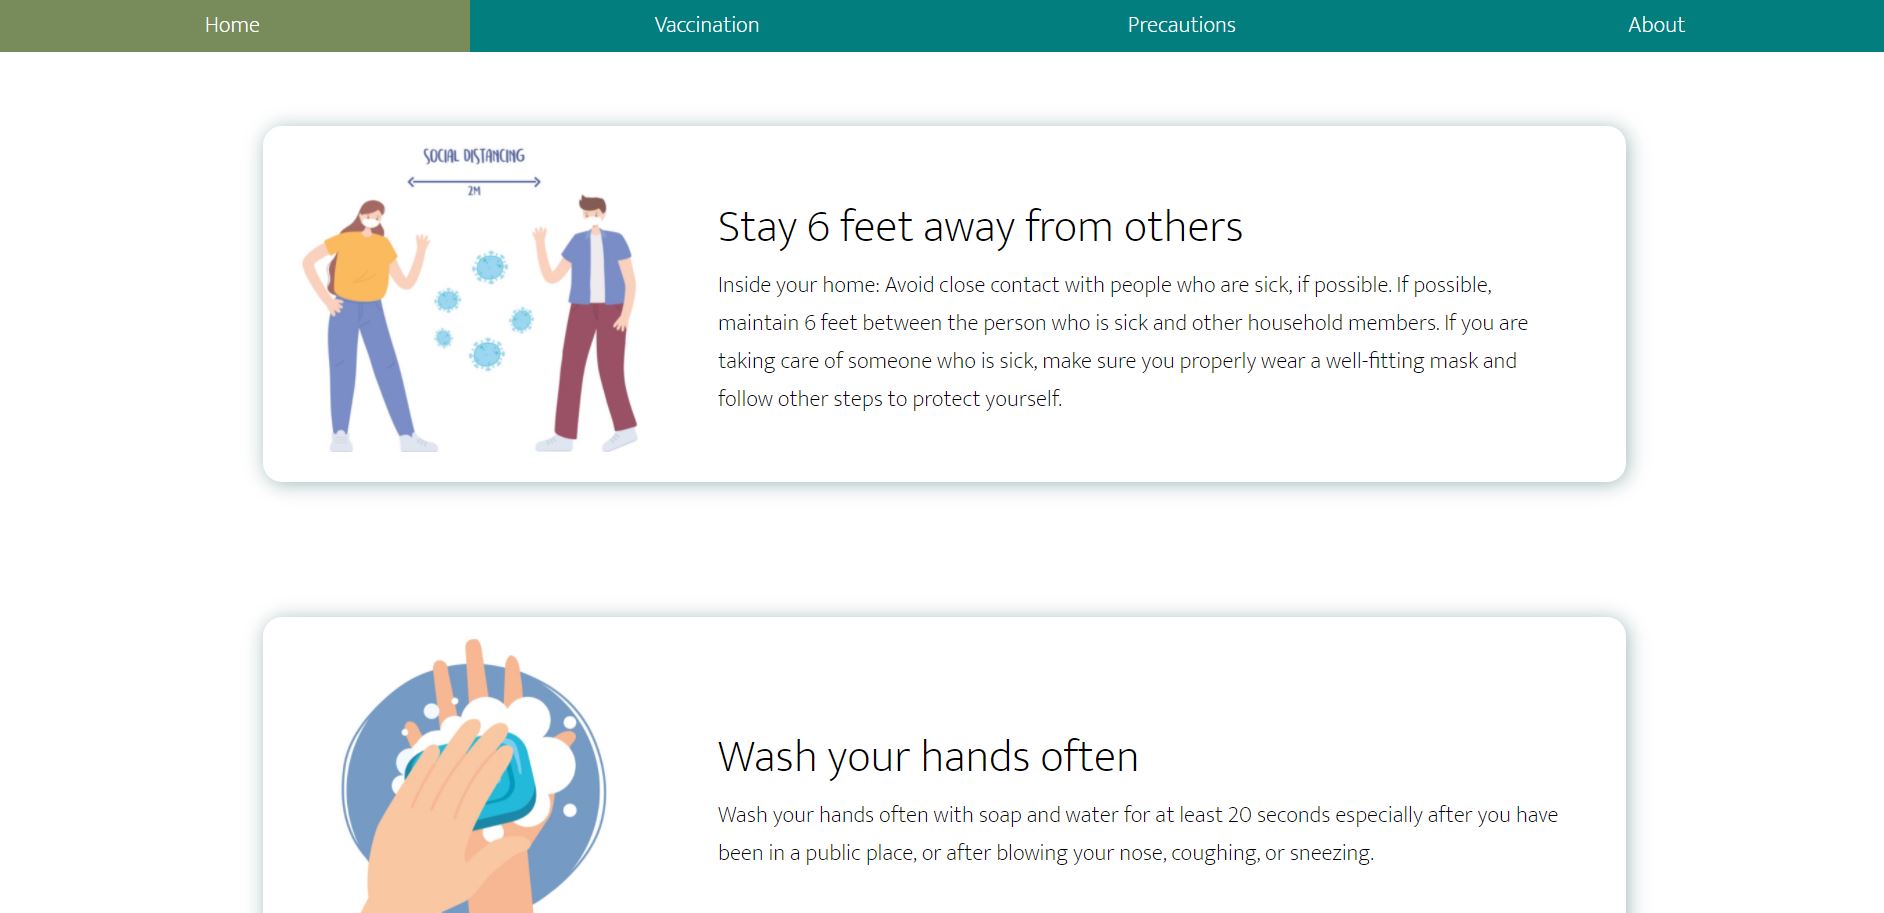 Home
Vaccination
Precautions
About
SOCIAL DISTANCING
2M
Stay 6 feet away from others
Inside your home: Avoid close contact with people who are sick, if possible. If possible,
maintain 6 feet between the person who is sick and other household members. If you are
taking care of someone who is sick, make sure you properly wear a well-fitting mask and
follow other steps to protect yourself.
Wash your hands often
Wash your hands often with soap and water for at least 20 seconds especially after you have
been in a public place, or after blowing your nose, coughing, or sneezing.